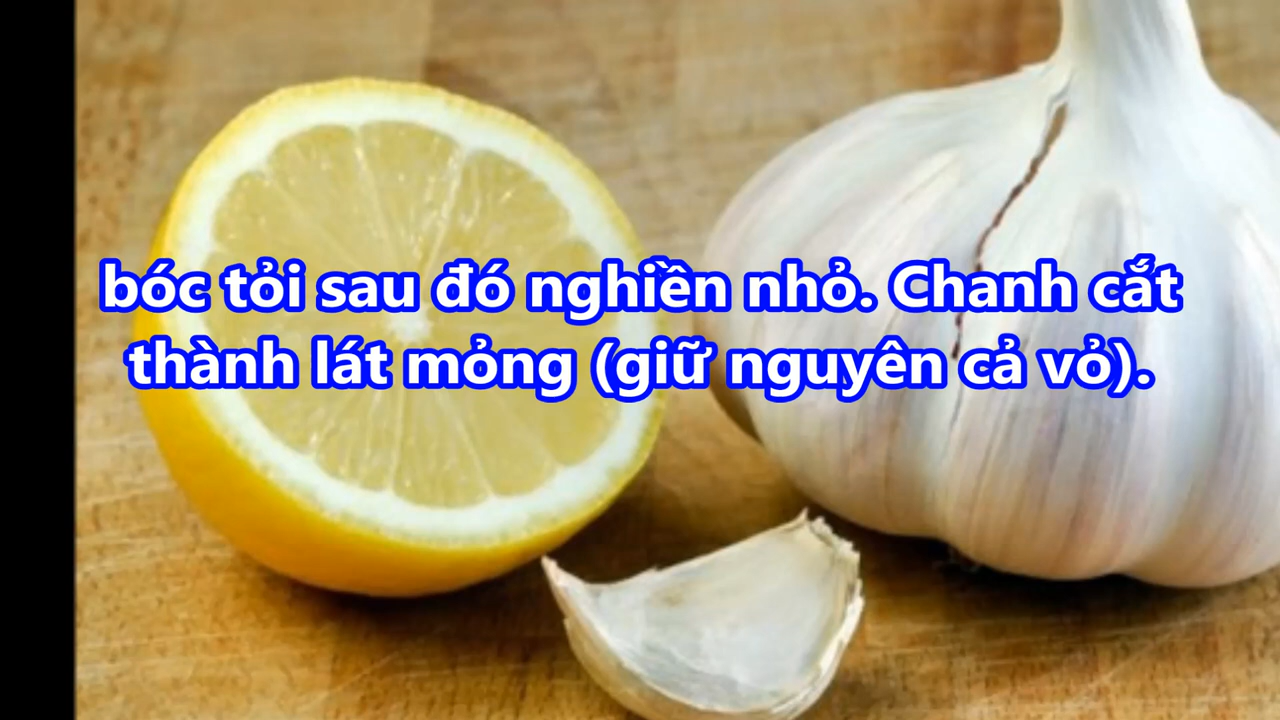 bóc tỏi sau đó nghiền nhỏ. Chanh cắt
thành lát mỏng (giữ nguyên cả vỏ).